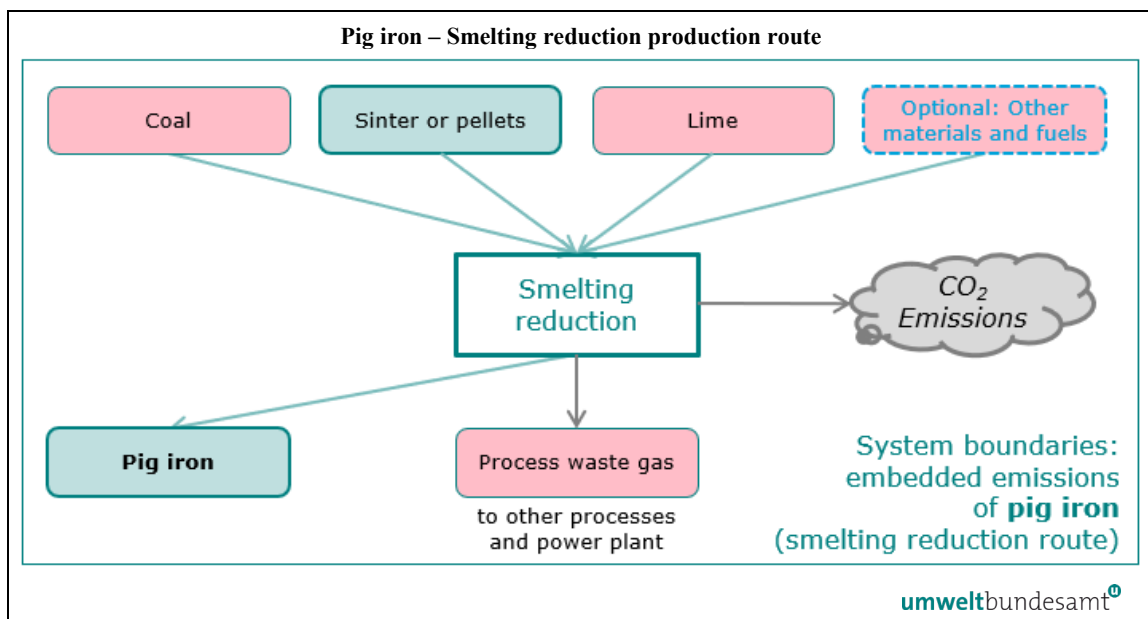 Pig iron – Smelting reduction production route
Coal
Sinter or pellets
Lime
Optional: Other
materials and fuels
Smelting
reduction
CO₂
Emissions
Pig iron
Process waste gas
to other processes
and power plant
System boundaries:
embedded emissions
of pig iron
(smelting reduction route)
umweltbundesamt ᵘ